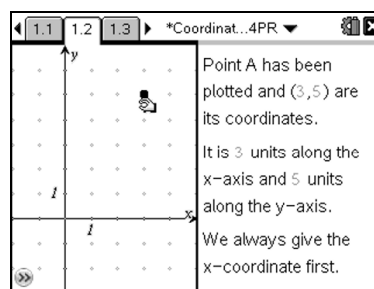 1.1 1.2 1.3 *Coordinat...4PR
y
Point A has been
plotted and (3,5) are
its coordinates.
It is 3 units along the
x-axis and 5 units
1
along the y-axis.
x
1
We always give the
x-coordinate first.